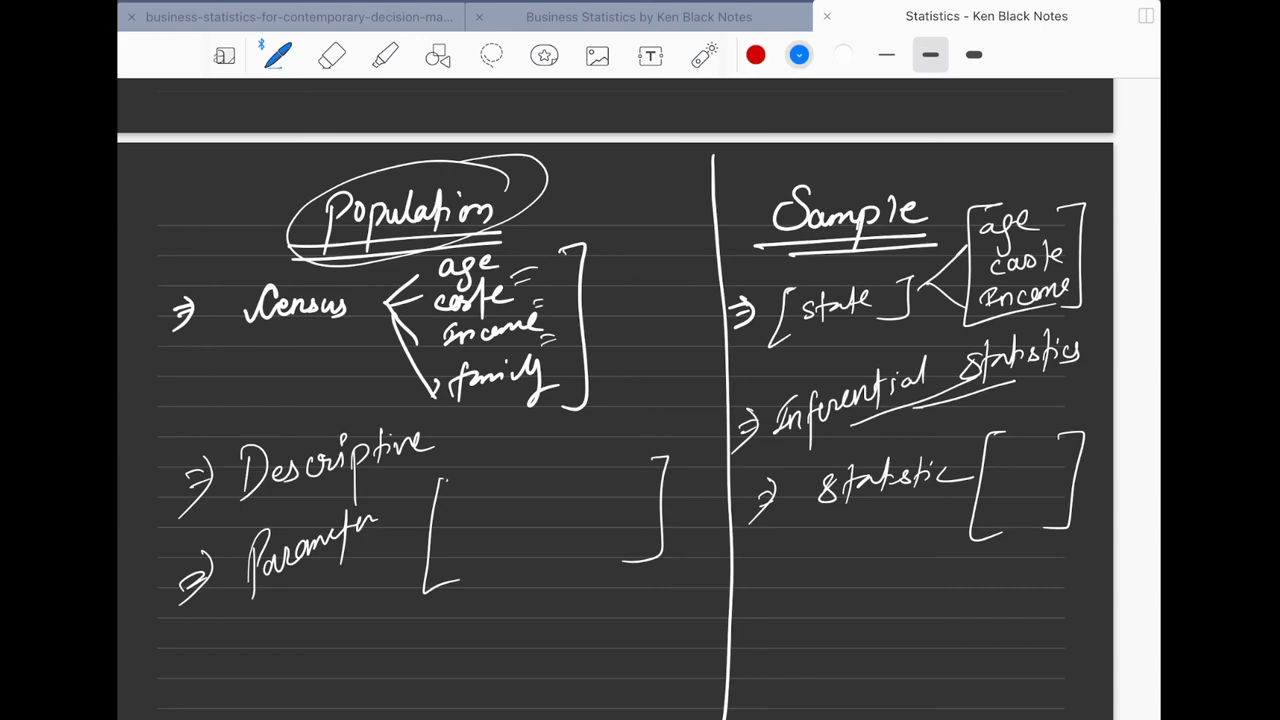 business-statistics-for-contemporary-decision-ma...
Business Statistics by Ken Black Notes
Statistics - Ken Black Notes
T
Population
⇒ Census
age
caste
Income
family
⇒ Descriptive
⇒ Parameter [ ]
Sample
⇒ [state]
age
caste
Income
⇒ Inferential Statistics
⇒ Statistic [ ]